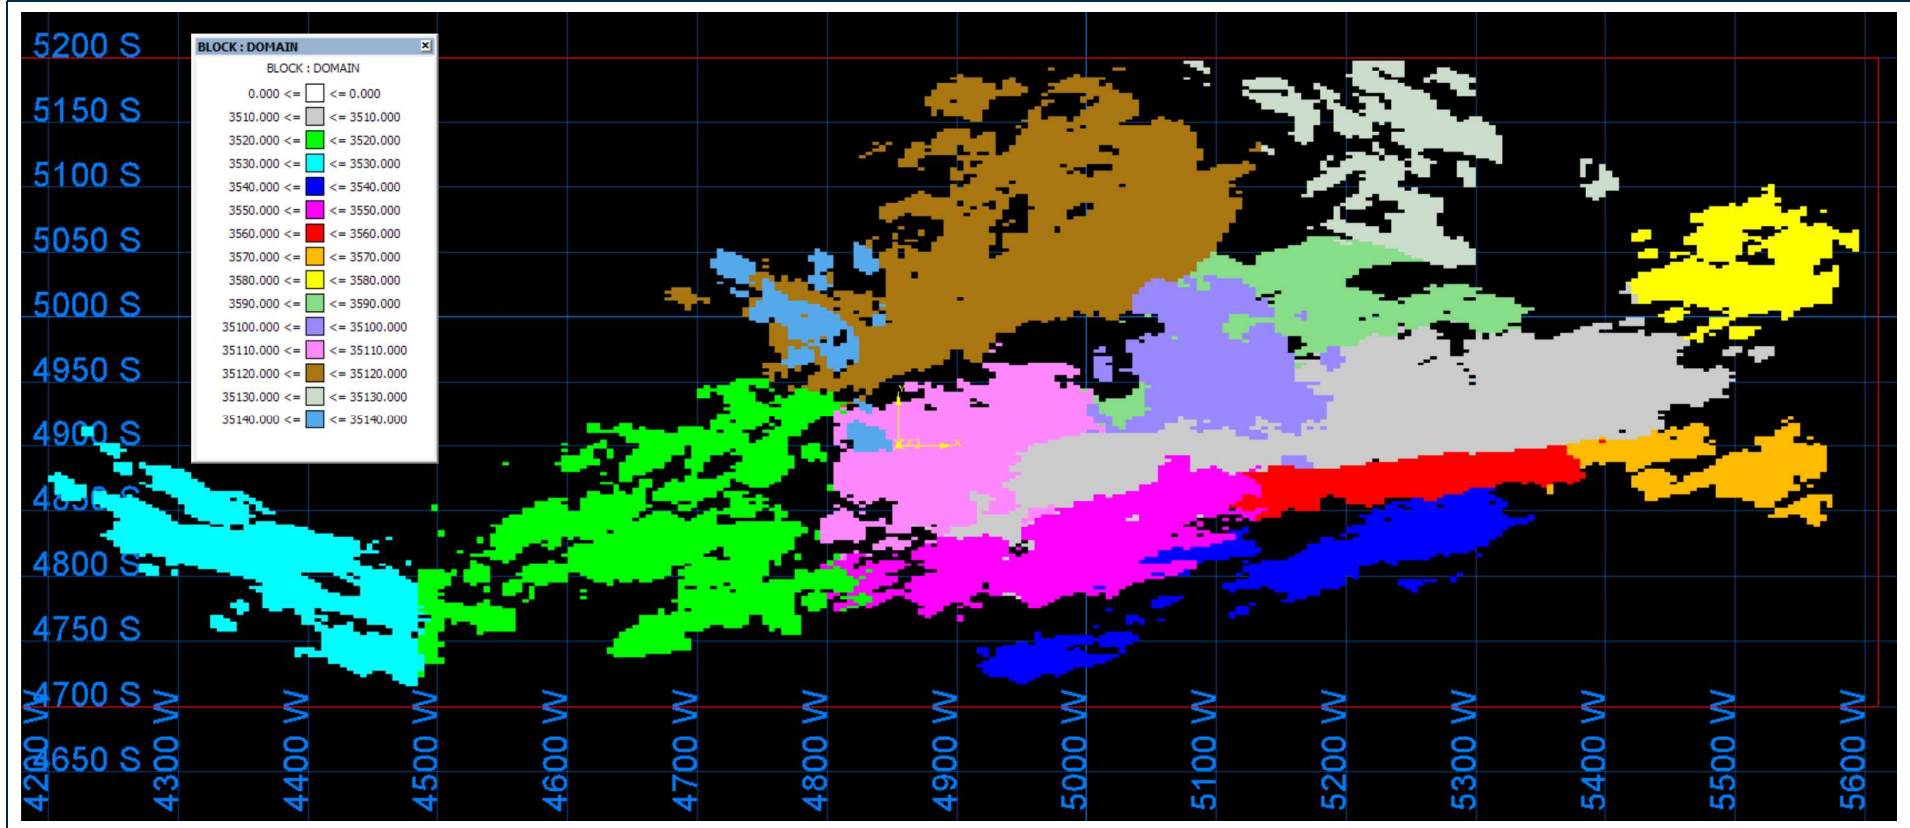 5200 S
BLOCK : DOMAIN
BLOCK : DOMAIN
0.000 <= <= 0.000
3510.000 <= <= 3510.000
5150 S
3520.000 <= <= 3520.000
3530.000 <= <= 3530.000
5100 S
3540.000 <= <= 3540.000
3550.000 <= <= 3550.000
3560.000 <= <= 3560.000
5050 S
3570.000 <= <= 3570.000
3580.000 <= <= 3580.000
5000 S
3590.000 <= <= 3590.000
35100.000 <= <= 35100.000
35110.000 <= <= 35110.000
4950 S
35120.000 <= <= 35120.000
35130.000 <= <= 35130.000
35140.000 <= <= 35140.000
4900 S
4850 S
4800 S
4750 S
4700 S
4650 S
4200 W
4300 W
4400 W
4500 W
4600 W
4700 W
4800 W
4900 W
5000 W
5100 W
5200 W
5300 W
5400 W
5500 W
5600 W